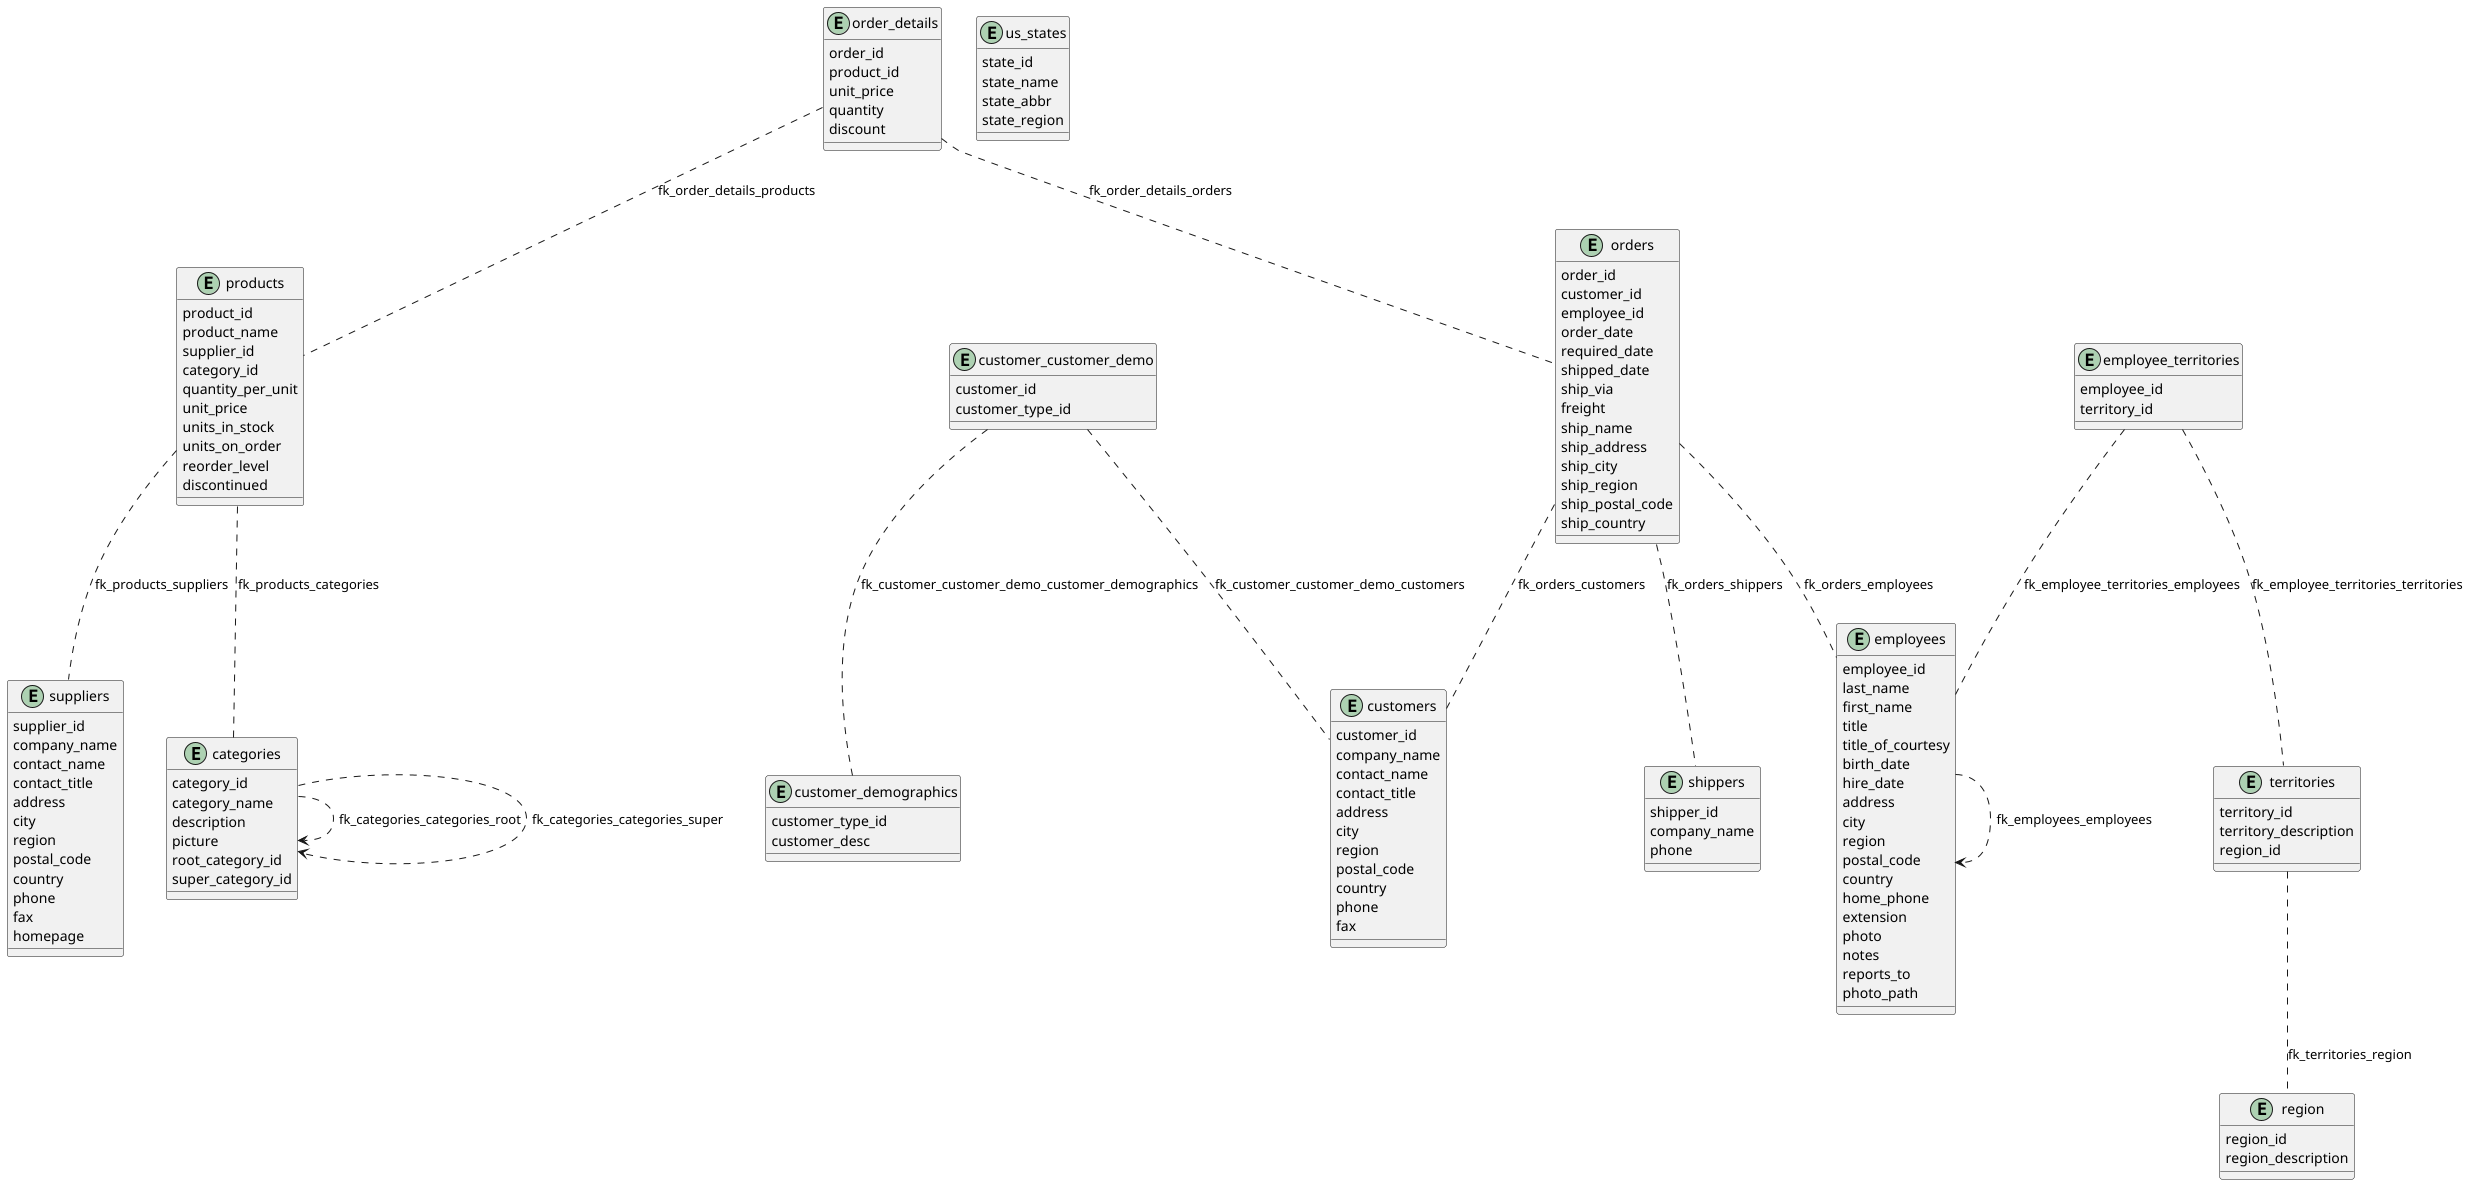 E order_details
order_id
product_id
unit_price
quantity
discount
E us_states
state_id
state_name
state_abbr
state_region
fk_order_details_products
fk_order_details_orders
E products
product_id
product_name
supplier_id
category_id
quantity_per_unit
unit_price
units_in_stock
units_on_order
reorder_level
discontinued
E customer_customer_demo
customer_id
customer_type_id
E orders
order_id
customer_id
employee_id
order_date
required_date
shipped_date
ship_via
freight
ship_name
ship_address
ship_city
ship_region
ship_postal_code
ship_country
E employee_territories
employee_id
territory_id
fk_products_suppliers
fk_products_categories
fk_customer_customer_demo_customer_demographics
fk_customer_customer_demo_customers
fk_orders_customers
fk_orders_shippers
fk_orders_employees
fk_employee_territories_employees
fk_employee_territories_territories
E suppliers
supplier_id
company_name
contact_name
contact_title
address
city
region
postal_code
country
phone
fax
homepage
E categories
category_id
category_name
description
picture
root_category_id
super_category_id
fk_categories_categories_root
fk_categories_categories_super
E customer_demographics
customer_type_id
customer_desc
E customers
customer_id
company_name
contact_name
contact_title
address
city
region
postal_code
country
phone
fax
E shippers
shipper_id
company_name
phone
E employees
employee_id
last_name
first_name
title
title_of_courtesy
birth_date
hire_date
address
city
region
postal_code
country
home_phone
extension
photo
notes
reports_to
photo_path
fk_employees_employees
E territories
territory_id
territory_description
region_id
fk_territories_region
E region
region_id
region_description